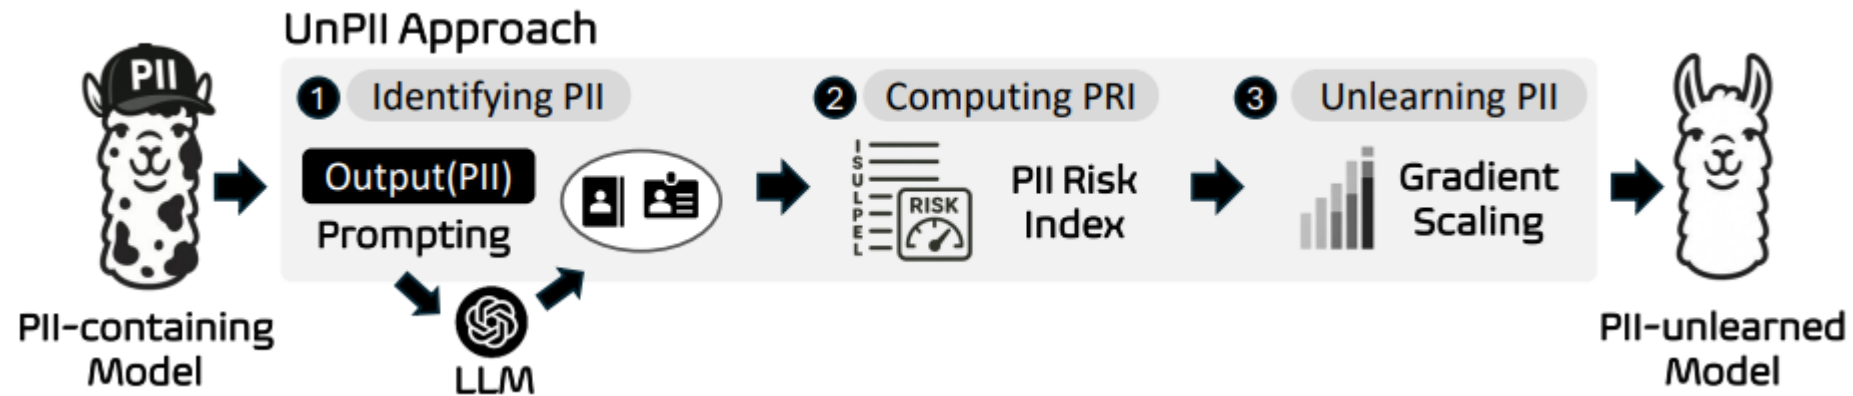 UnPII Approach
PII
1 Identifying PII
2 Computing PRI
3 Unlearning PII
Output(PII)
Prompting
I
S
U
L
P
E
L
RISK
PII Risk
Index
Gradient
Scaling
PII-containing
Model
LLM
PII-unlearned
Model